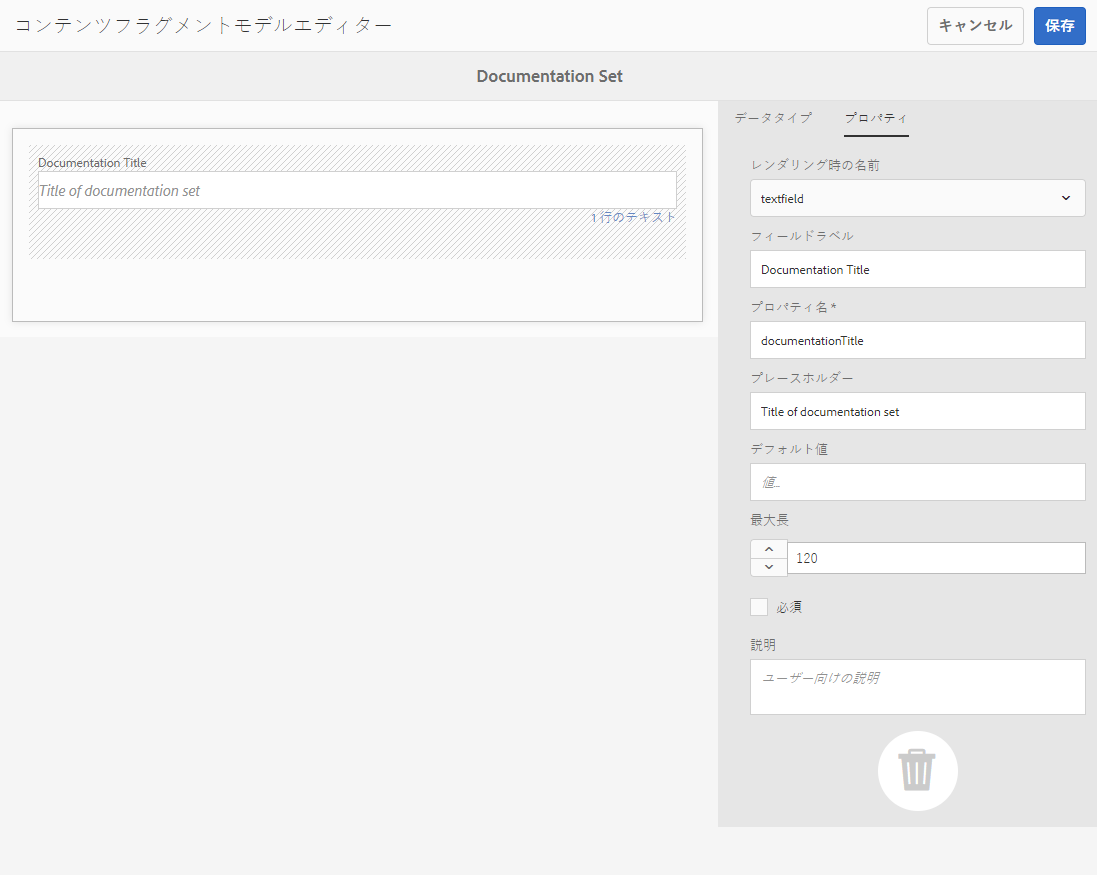 コンテンツフラグメントモデルエディター
キャンセル
保存
Documentation Set
Documentation Title
Title of documentation set
1 行のテキスト
データタイプ
プロパティ
レンダリング時の名前
textfield
フィールドラベル
Documentation Title
プロパティ名 *
documentationTitle
プレースホルダー
Title of documentation set
デフォルト値
値...
最大長
120
必須
説明
ユーザー向けの説明